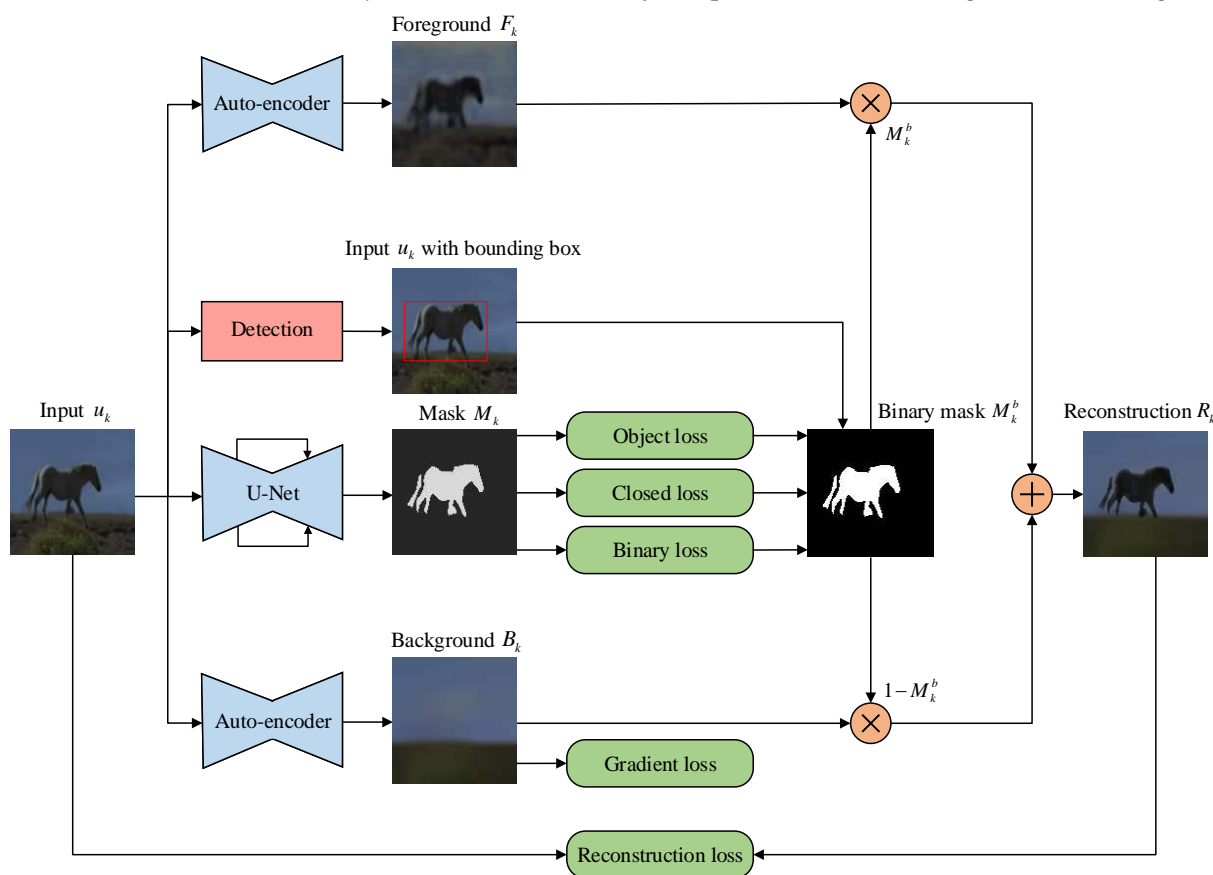 Foreground F_k
Auto-encoder
M_k^b
Input u_k with bounding box
Detection
Input u_k
Mask M_k
Binary mask M_k^b
Reconstruction R_k
Object loss
U-Net
Closed loss
Binary loss
Background B_k
1−M_k^b
Auto-encoder
Gradient loss
Reconstruction loss